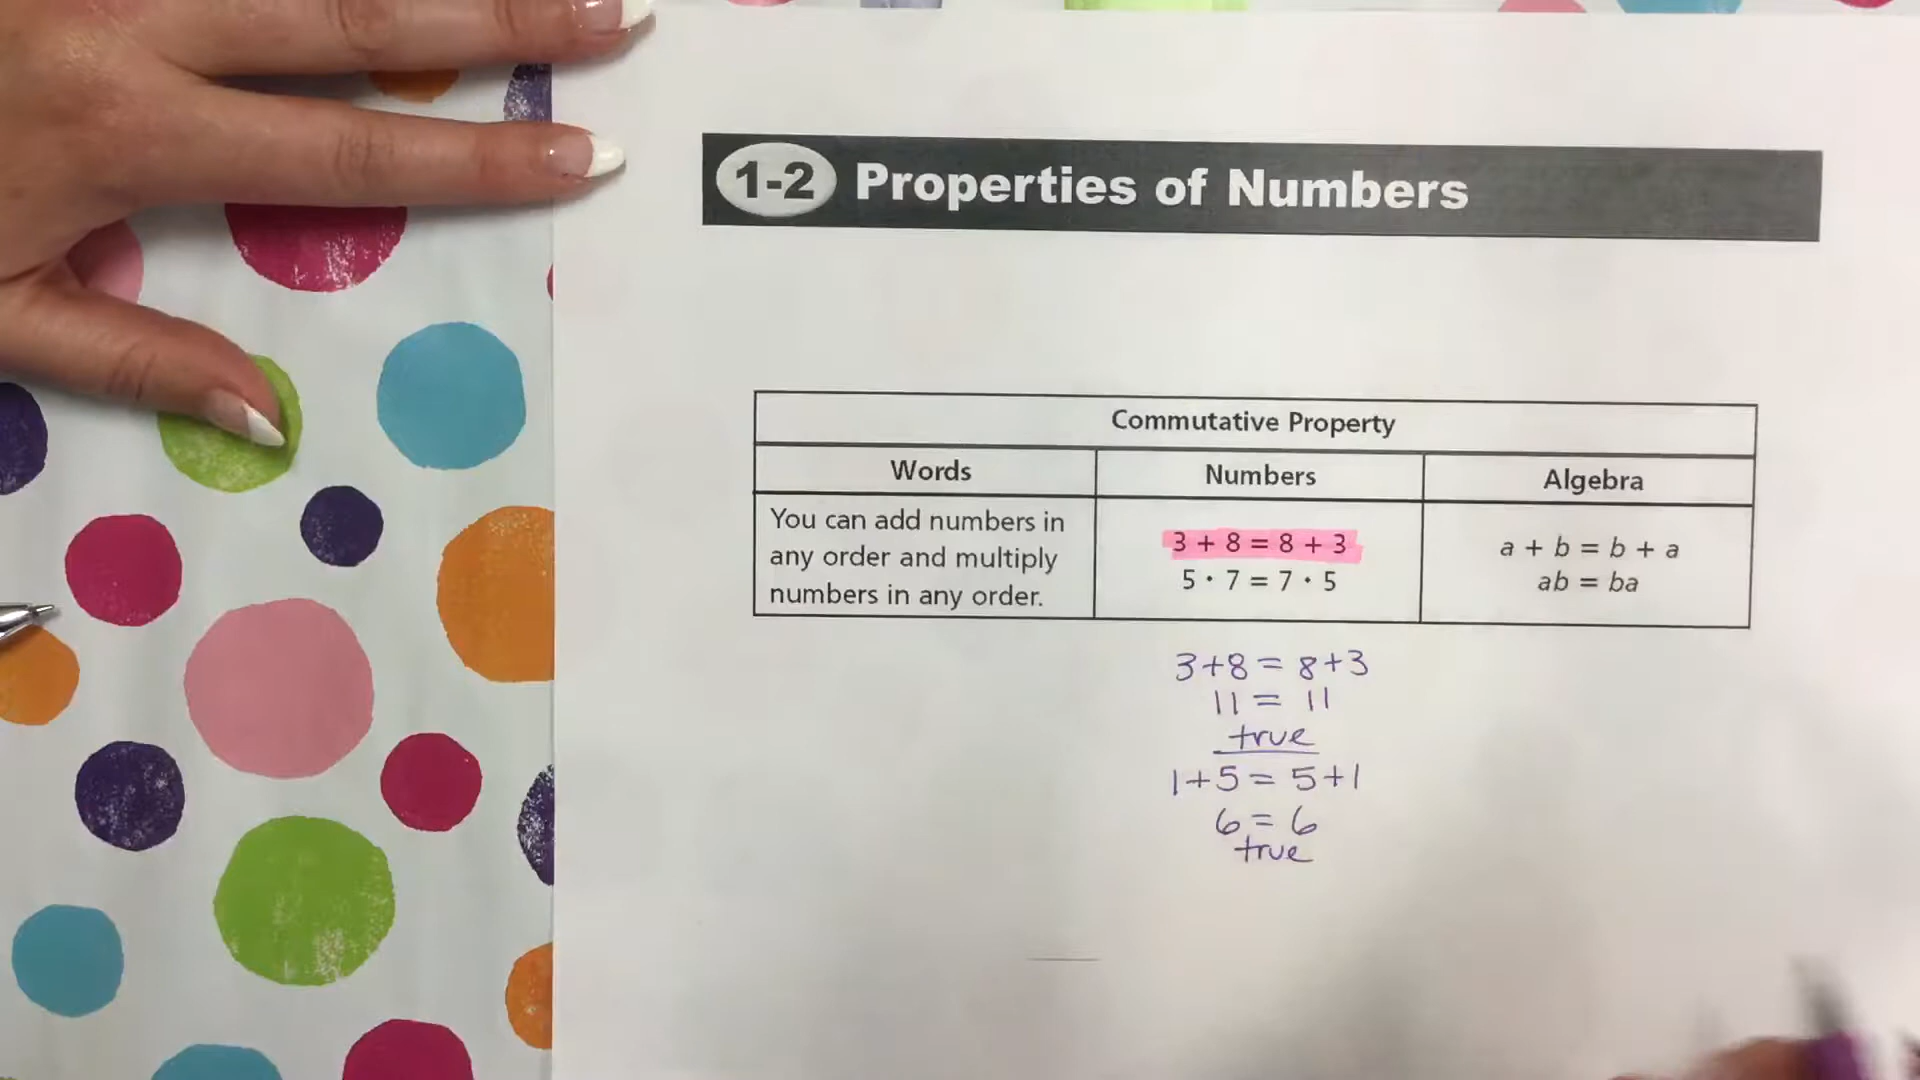 1-2 Properties of Numbers
Commutative Property
Words Numbers Algebra
You can add numbers in
any order and multiply
numbers in any order.
3 + 8 = 8 + 3
5 · 7 = 7 · 5
a + b = b + a
ab = ba
3+8 = 8+3
11 = 11
true
1+5 = 5+1
6 = 6
true